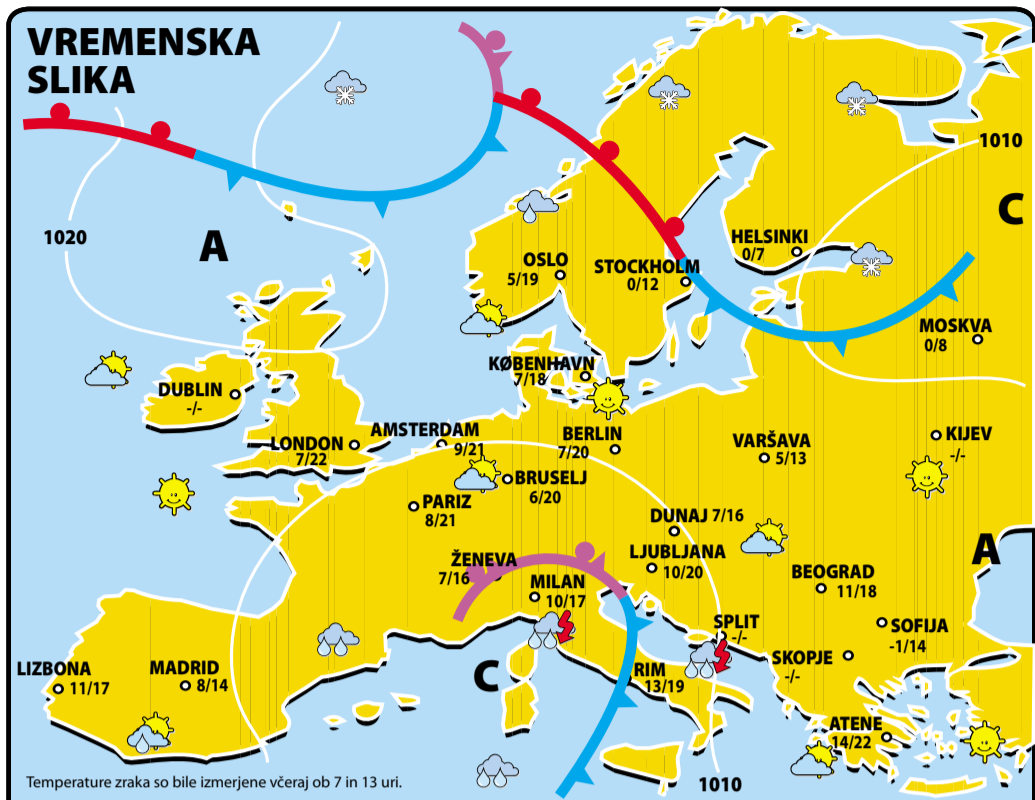 VREMENSKA
SLIKA
1010
C
1020
A
HELSINKI
0/7
OSLO
5/19
STOCKHOLM
0/12
MOSKVA
0/8
KØBENHAVN
7/18
DUBLIN
-/-
AMSTERDAM
9/21
LONDON
7/22
BERLIN
7/20
VARŠAVA
5/13
KIJEV
-/-
BRUSELJ
6/20
PARIZ
8/21
DUNAJ 7/16
LJUBLJANA
10/20
A
ŽENEVA
7/16
MILAN
10/17
BEOGRAD
11/18
SPLIT
-/-
SOFIJA
-1/14
SKOPJE
-/-
LIZBONA
11/17
MADRID
8/14
C
RIM
13/19
ATENE
14/22
1010
Temperature zraka so bile izmerjene včeraj ob 7 in 13 uri.